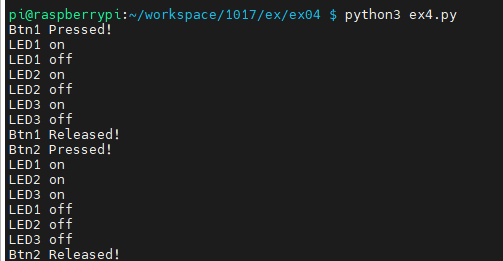 pi@raspberrypi:~/workspace/1017/ex/ex04 $ python3 ex4.py
Btn1 Pressed!
LED1 on
LED1 off
LED2 on
LED2 off
LED3 on
LED3 off
Btn1 Released!
Btn2 Pressed!
LED1 on
LED2 on
LED3 on
LED1 off
LED2 off
LED3 off
Btn2 Released!